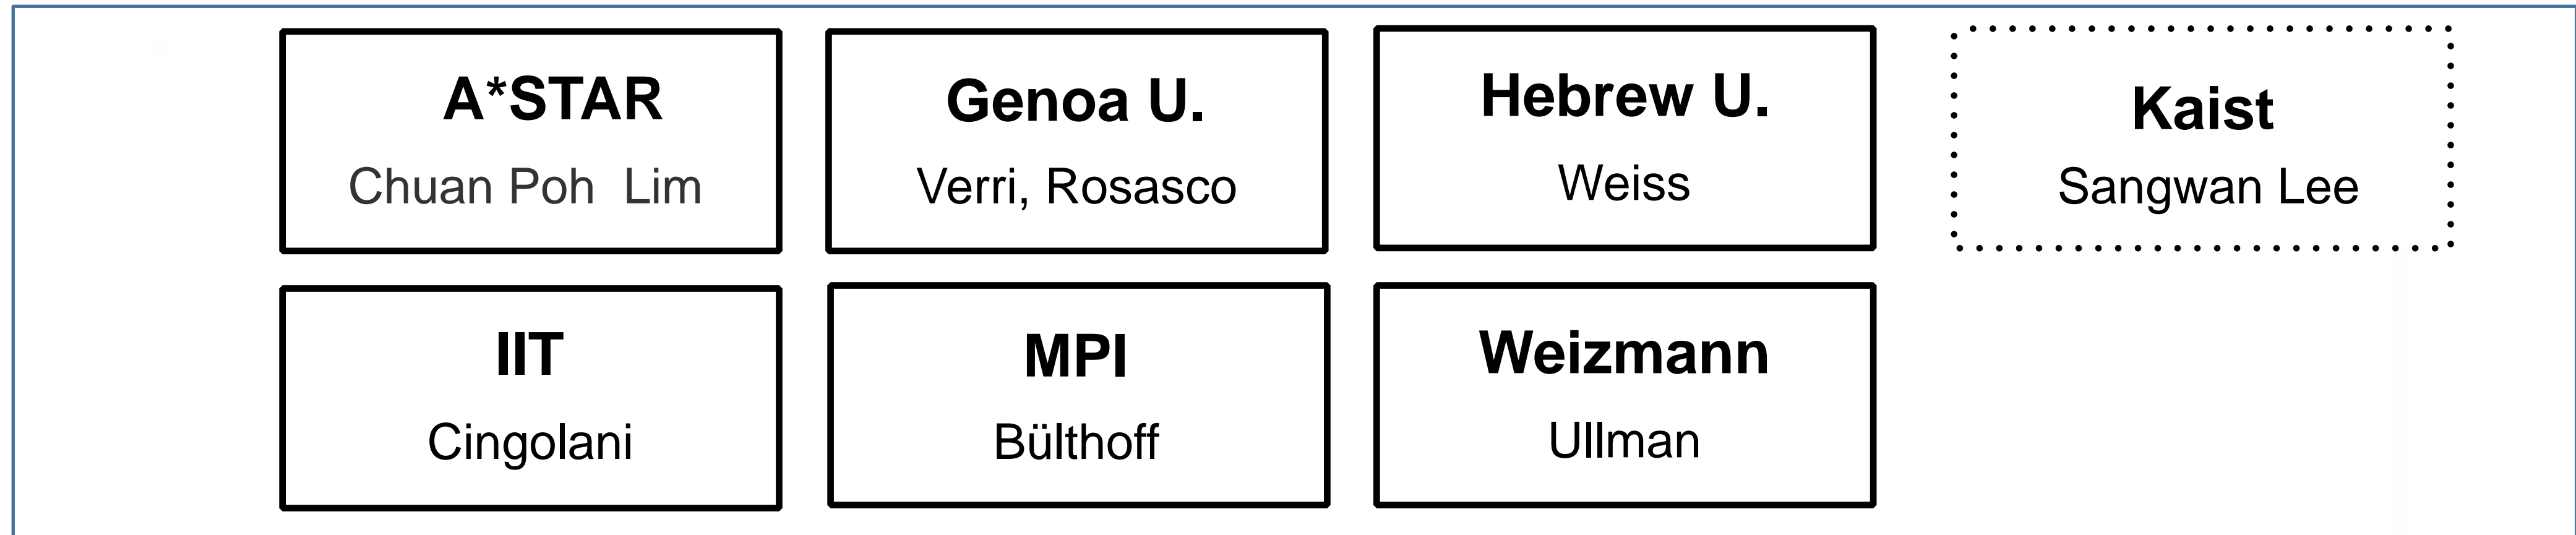 A*STAR
Chuan Poh Lim
Genoa U.
Verri, Rosasco
Hebrew U.
Weiss
Kaist
Sangwan Lee
IIT
Cingolani
MPI
Bülthoff
Weizmann
Ullman